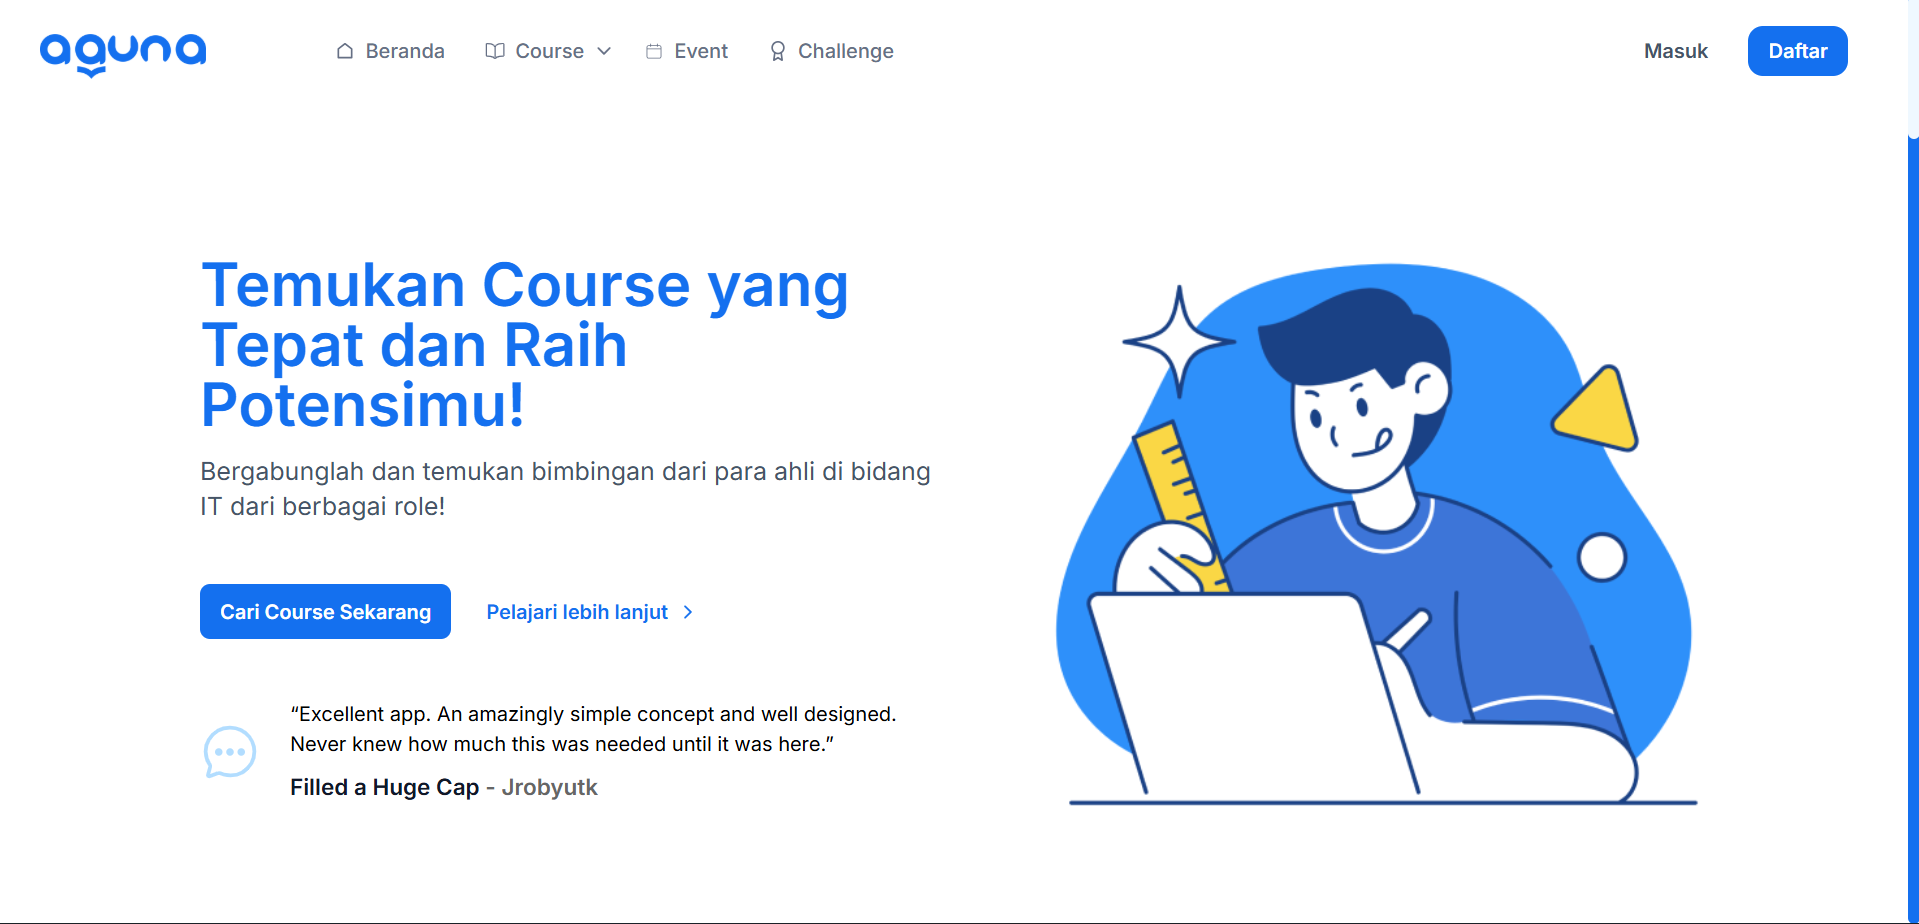 aguna
Beranda
Course
Event
Challenge
Masuk
Daftar
Temukan Course yang
Tepat dan Raih
Potensimu!
Bergabunglah dan temukan bimbingan dari para ahli di bidang
IT dari berbagai role!
Cari Course Sekarang
Pelajari lebih lanjut
“Excellent app. An amazingly simple concept and well designed.
Never knew how much this was needed until it was here.”
Filled a Huge Cap - Jrobyutk